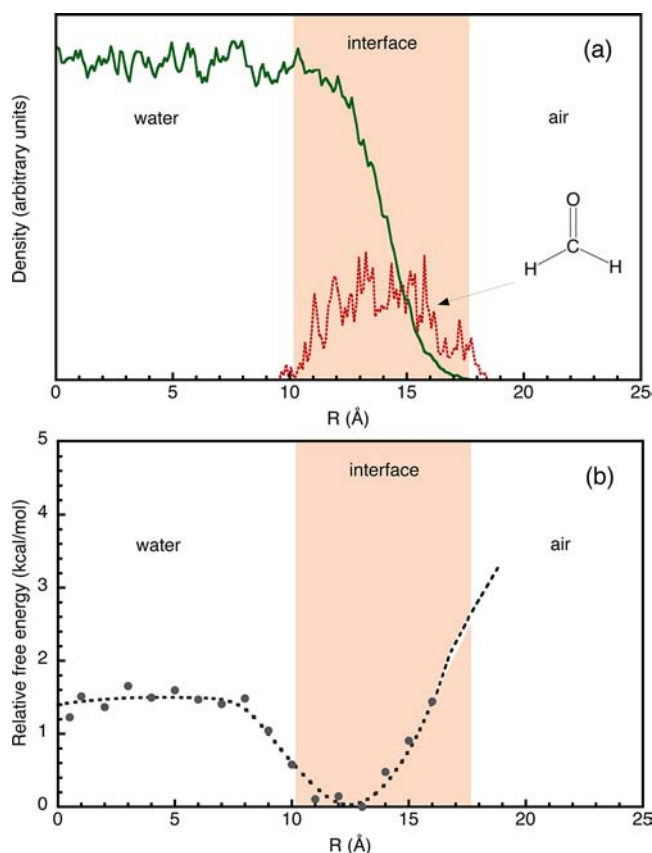 interface
(a)
water
air
Density (arbitrary units)
O
C
H H
0 5 10 15 20 25
R (Å)
5
4
3
2
1
0
interface
(b)
water
air
Relative free energy (kcal/mol)
0 5 10 15 20 25
R (Å)